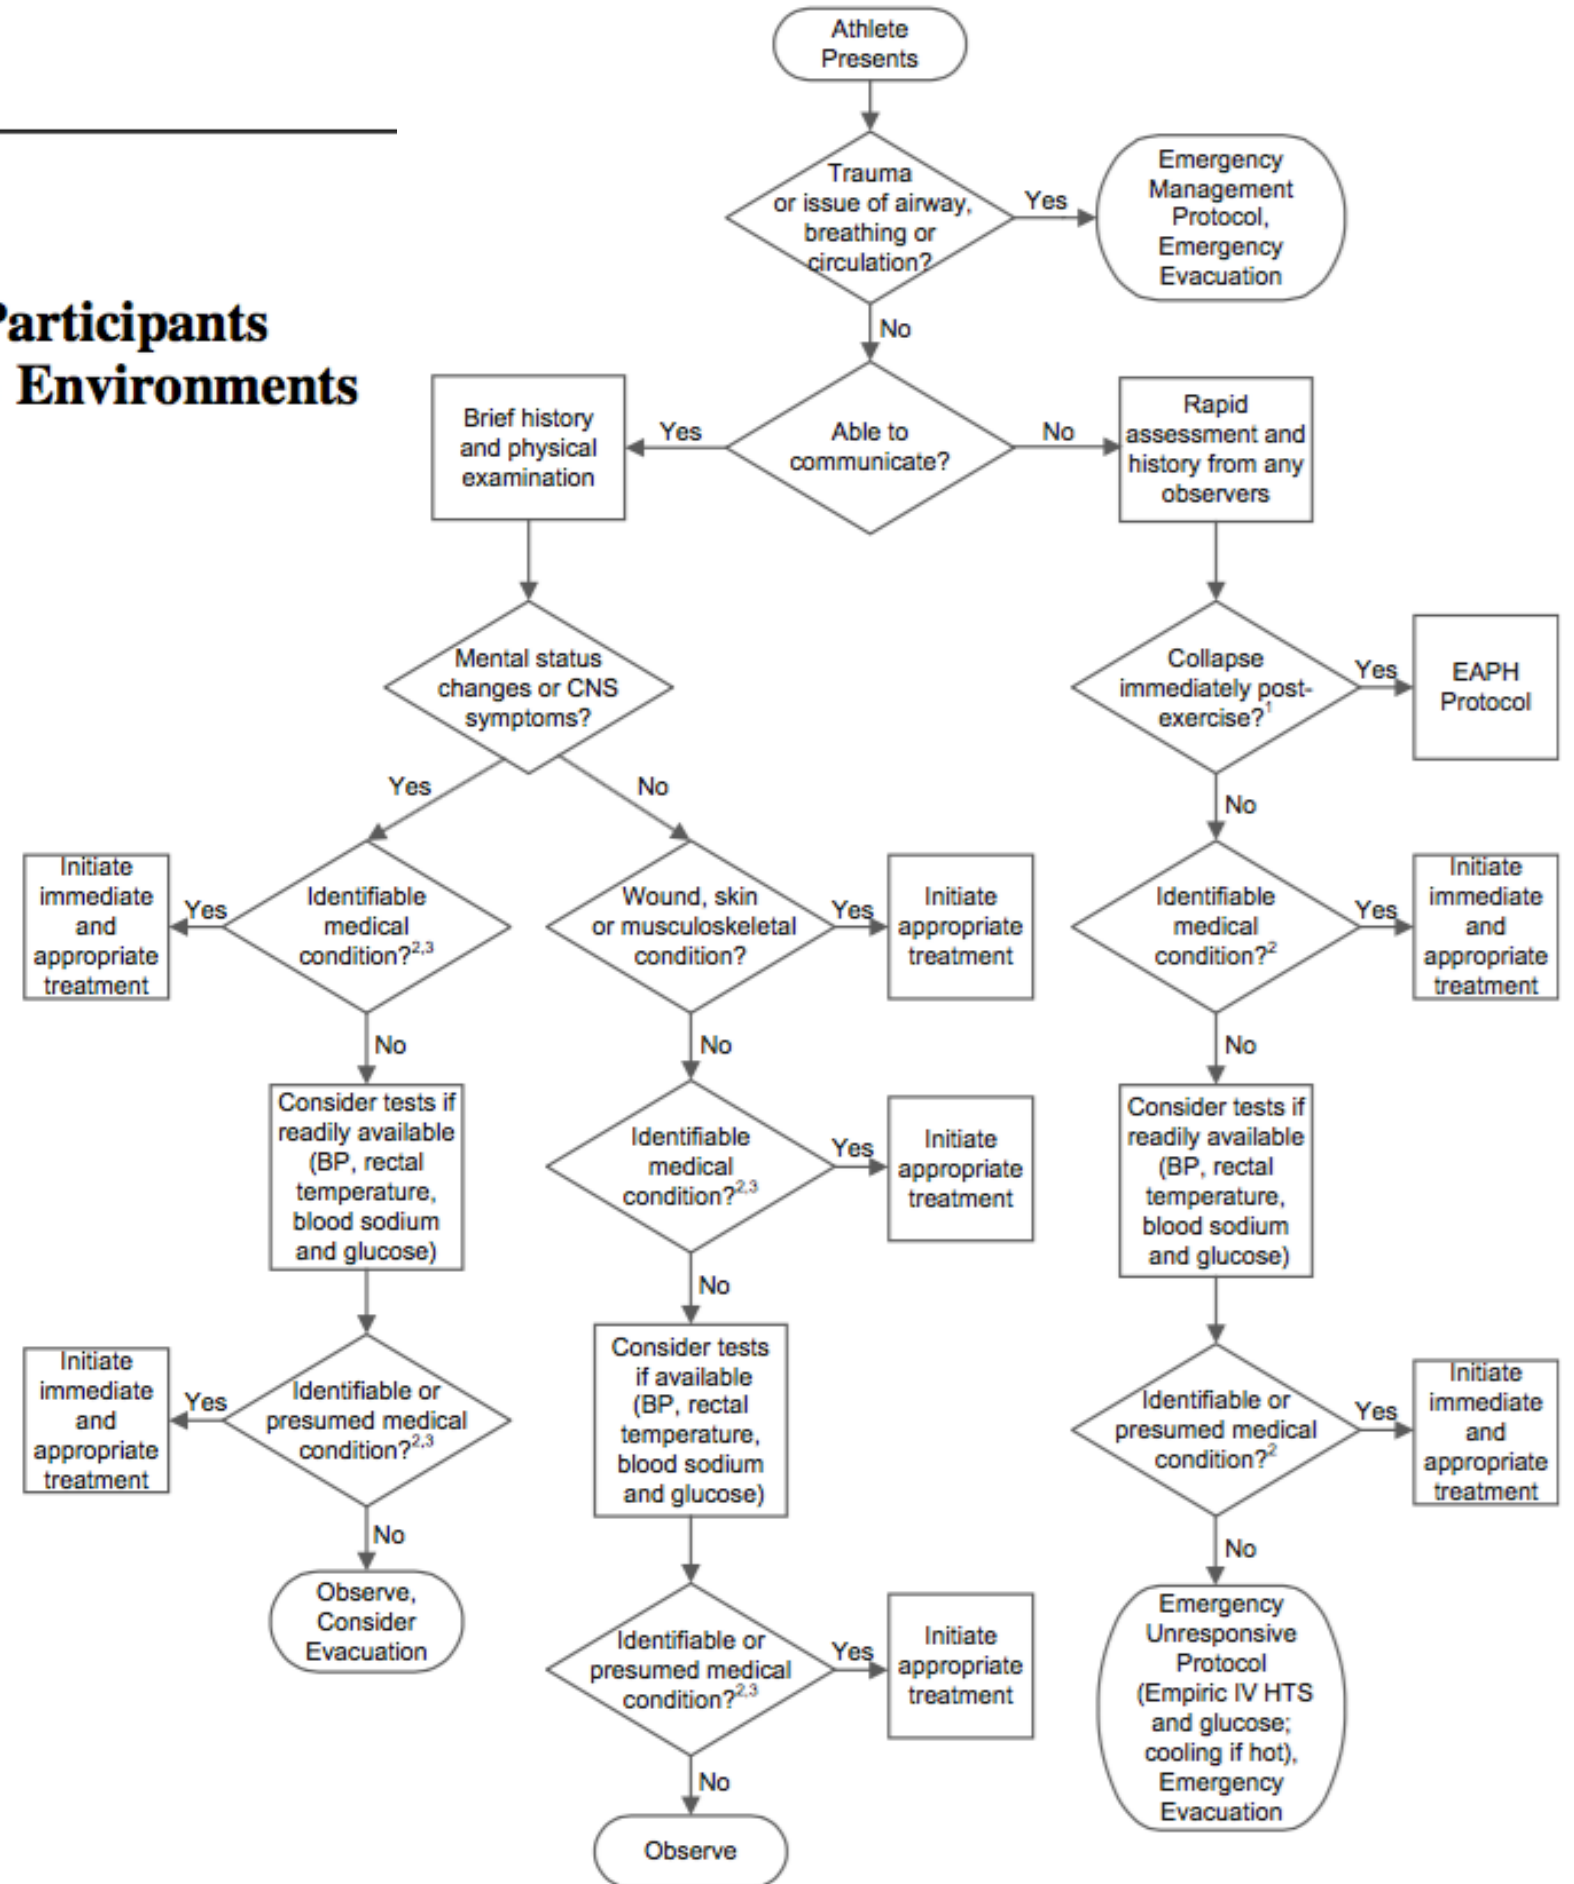 Athlete
Presents
Trauma
or issue of airway,
breathing or
circulation?
Yes
Emergency
Management
Protocol,
Emergency
Evacuation
No
Participants
Environments
Brief history
and physical
examination
Yes
Able to
communicate?
No
Rapid
assessment and
history from any
observers
Mental status
changes or CNS
symptoms?
Collapse
immediately post-
exercise?1
Yes
EAPH
Protocol
Yes
No
No
Initiate
immediate
and
appropriate
treatment
Yes
Identifiable
medical
condition?2,3
Wound, skin
or musculoskeletal
condition?
Yes
Initiate
appropriate
treatment
Identifiable
medical
condition?2
Yes
Initiate
immediate
and
appropriate
treatment
No
No
No
Consider tests if
readily available
(BP, rectal
temperature,
blood sodium
and glucose)
Identifiable
medical
condition?2,3
Yes
Initiate
appropriate
treatment
Consider tests if
readily available
(BP, rectal
temperature,
blood sodium
and glucose)
No
Initiate
immediate
and
appropriate
treatment
Yes
Identifiable or
presumed medical
condition?2,3
Consider tests
if available
(BP, rectal
temperature,
blood sodium
and glucose)
Identifiable or
presumed medical
condition?2
Yes
Initiate
immediate
and
appropriate
treatment
No
No
Observe,
Consider
Evacuation
Identifiable or
presumed medical
condition?2,3
Yes
Initiate
appropriate
treatment
Emergency
Unresponsive
Protocol
(Empiric IV HTS
and glucose;
cooling if hot),
Emergency
Evacuation
No
Observe